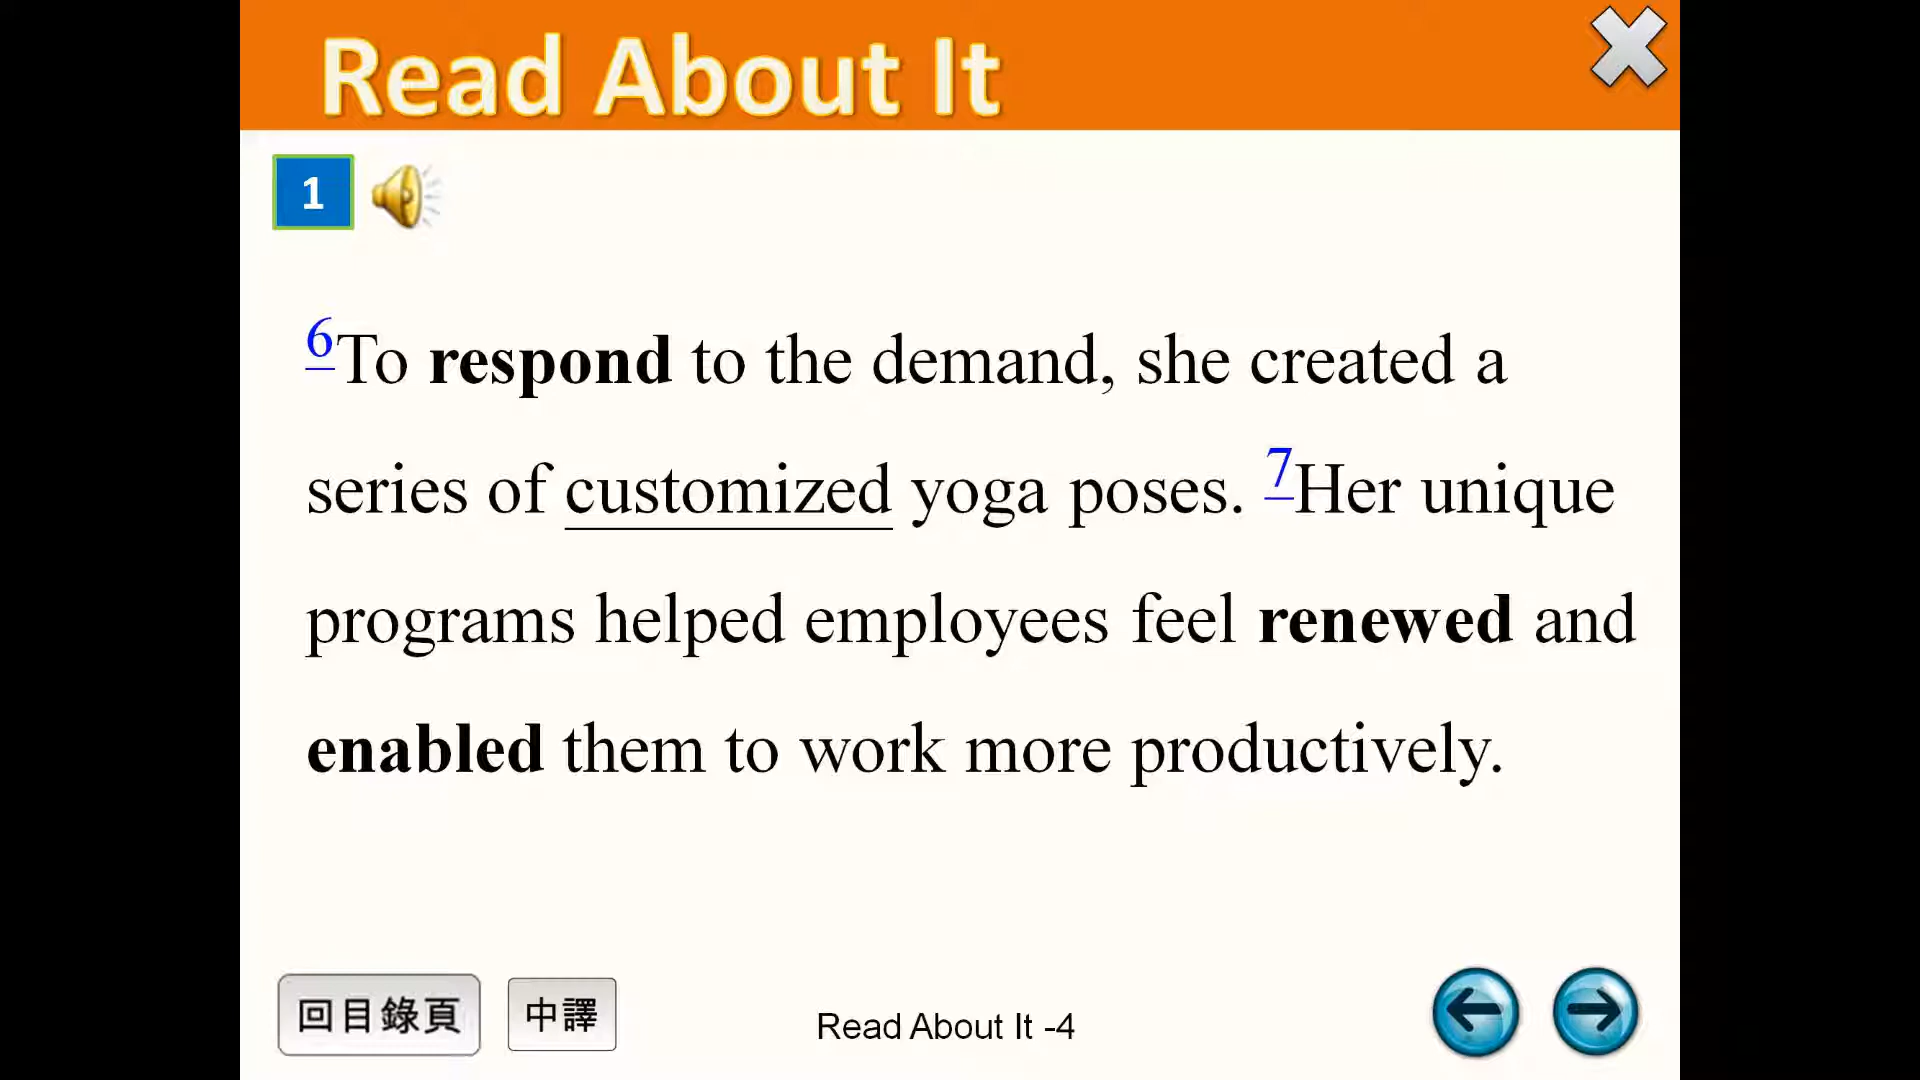 Read About It
1
6To respond to the demand, she created a
series of customized yoga poses. 7Her unique
programs helped employees feel renewed and
enabled them to work more productively.
回目錄頁
中譯
Read About It -4